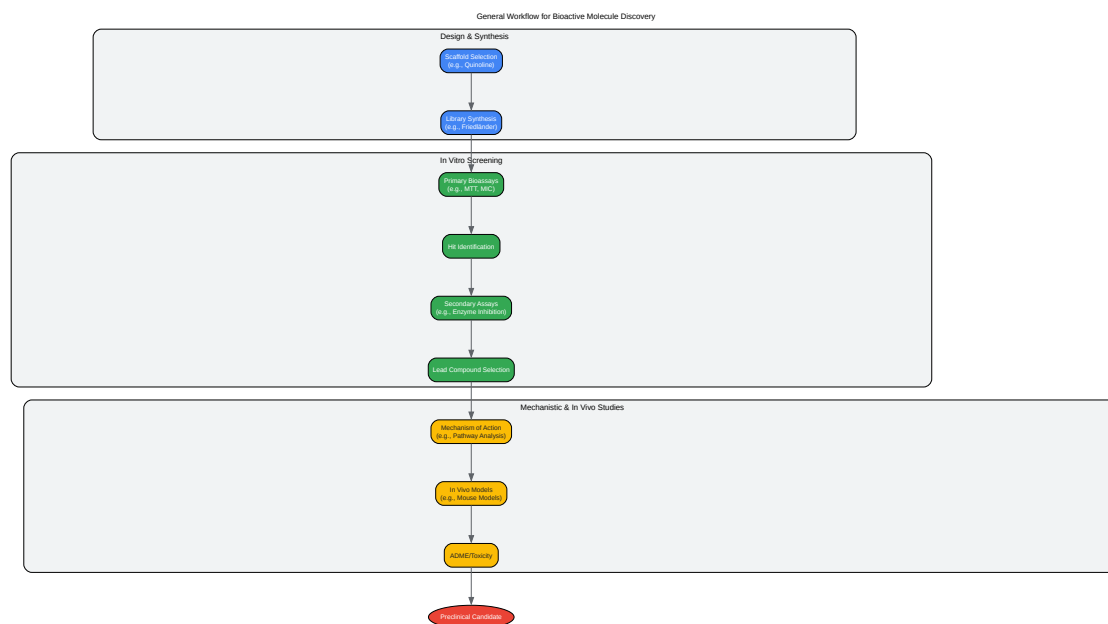 General Workflow for Bioactive Molecule Discovery
Design & Synthesis
Scaffold Selection
(e.g., Quinoline)
Library Synthesis
(e.g., Friedländer)
In Vitro Screening
Primary Bioassays
(e.g., MTT, MIC)
Hit Identification
Secondary Assays
(e.g., Enzyme Inhibition)
Lead Compound Selection
Mechanistic & In Vivo Studies
Mechanism of Action
(e.g., Pathway Analysis)
In Vivo Models
(e.g., Mouse Models)
ADME/Toxicity
Preclinical Candidate